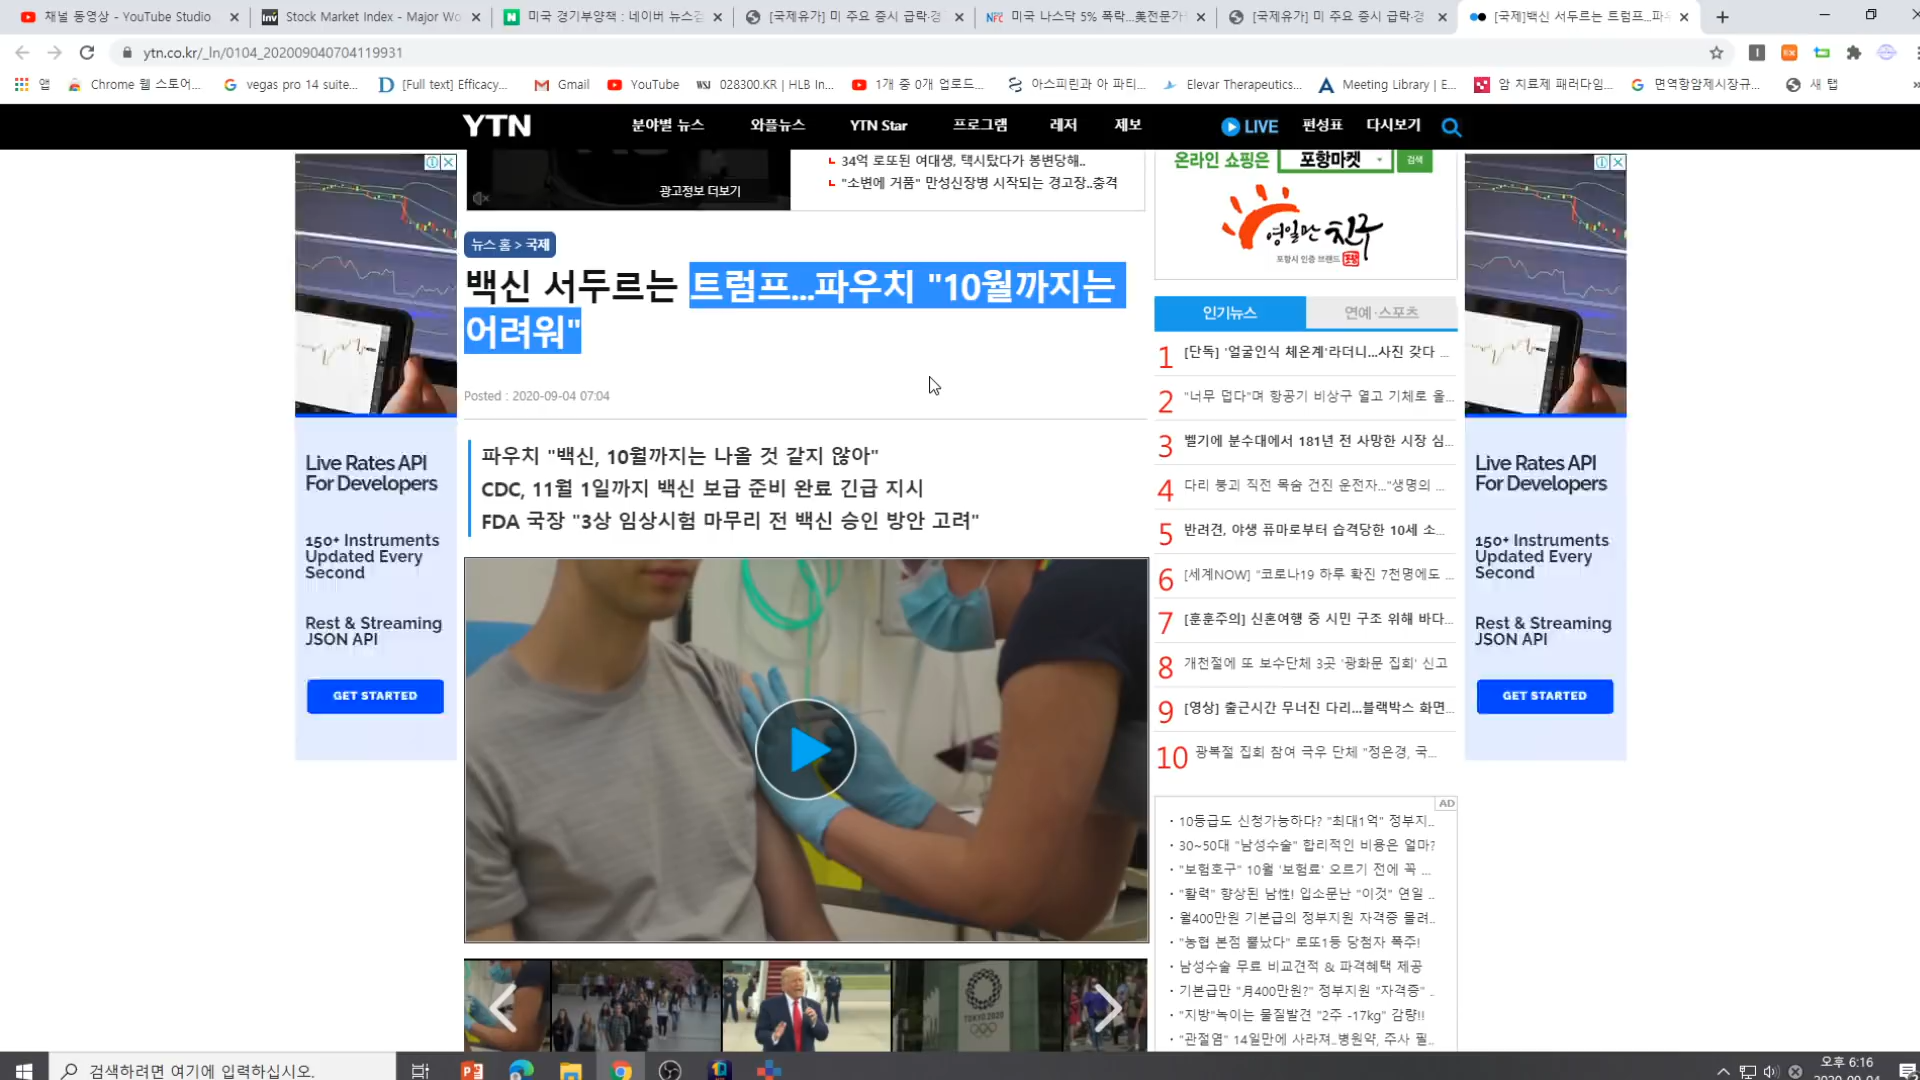 채널 동영상 - YouTube Studio
Stock Market Index - Major Wo
미국 경기부양책 : 네이버 뉴스검
[국제유가] 미 주요 증시 급락·경
미국 나스닥 5% 폭락...美전문가
[국제유가] 미 주요 증시 급락·경
[국제]백신 서두르는 트럼프...파우
ytn.co.kr/_ln/0104_202009040704119931
앱
Chrome 웹 스토어...
vegas pro 14 suite...
[Full text] Efficacy...
Gmail
YouTube
028300.KR | HLB In...
1개 중 0개 업로드...
아스피린과 아 파티...
Elevar Therapeutics...
Meeting Library | E...
암 치료제 패러다임...
면역항암제시장규...
새 탭
YTN
분야별 뉴스
와플뉴스
YTN Star
프로그램
레저
제보
LIVE
편성표
다시보기
광고정보 더보기
34억 로또된 여대생, 택시탔다가 봉변당해..
"소변에 거품" 만성신장병 시작되는 경고장..충격
온라인 쇼핑은 포항마켓 검색
영일만 친구
포항시 인증 브랜드
뉴스 홈 > 국제
백신 서두르는 트럼프...파우치 "10월까지는
어려워"
Posted : 2020-09-04 07:04
파우치 "백신, 10월까지는 나올 것 같지 않아"
CDC, 11월 1일까지 백신 보급 준비 완료 긴급 지시
FDA 국장 "3상 임상시험 마무리 전 백신 승인 방안 고려"
TOKYO 2020
Live Rates API
For Developers
150+ Instruments
Updated Every
Second
Rest & Streaming
JSON API
GET STARTED
인기뉴스
연예·스포츠
1 [단독] '얼굴인식 체온계'라더니...사진 갖다 ...
2 "너무 덥다"며 항공기 비상구 열고 기체로 올...
3 벨기에 분수대에서 181년 전 사망한 시장 심...
4 다리 붕괴 직전 목숨 건진 운전자..."생명의 ...
5 반려견, 야생 퓨마로부터 습격당한 10세 소...
6 [세계NOW] "코로나19 하루 확진 7천명에도 ...
7 [훈훈주의] 신혼여행 중 시민 구조 위해 바다...
8 개천절에 또 보수단체 3곳 '광화문 집회' 신고
9 [영상] 출근시간 무너진 다리...블랙박스 화면...
10 광복절 집회 참여 극우 단체 "정은경, 국...
AD
· 10등급도 신청가능하다? "최대1억" 정부지..
· 30~50대 "남성수술" 합리적인 비용은 얼마?
· "보험호구" 10월 '보험료' 오르기 전에 꼭 ...
· "활력" 향상된 남性! 입소문난 "이것" 연일 ..
· 월400만원 기본급의 정부지원 자격증 몰려..
· "농협 본점 뿔났다" 로또1등 당첨자 폭주!
· 남성수술 무료 비교견적 & 파격혜택 제공
· 기본급만 "月400만원?" 정부지원 "자격증" ..
· "지방"녹이는 물질발견 "2주 -17kg" 감량!!
· "관절염" 14일만에 사라져..병원약, 주사 필..
Live Rates API
For Developers
150+ Instruments
Updated Every
Second
Rest & Streaming
JSON API
GET STARTED
검색하려면 여기에 입력하십시오.
오후 6:16
2020-09-04